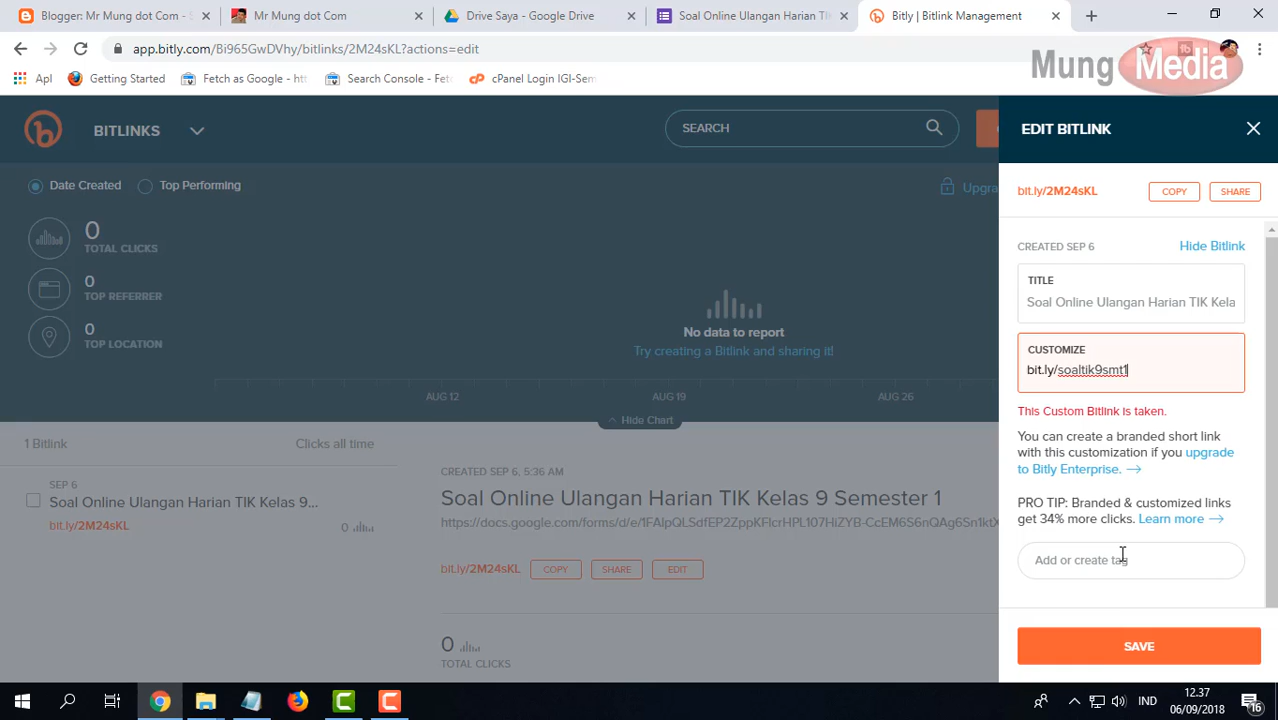 Blogger: Mr Mung dot Com - B
Mr Mung dot Com
Drive Saya - Google Drive
Soal Online Ulangan Harian TIK
Bitly | Bitlink Management
app.bitly.com/Bi965GwDVhy/bitlinks/2M24sKL?actions=edit
Apl
Getting Started
Fetch as Google - htt
Search Console - Fet
cPanel Login IGI-Sem
Mung Media
BITLINKS
SEARCH
EDIT BITLINK
Date Created
Top Performing
Upgra
bit.ly/2M24sKL
COPY
SHARE
0
TOTAL CLICKS
0
TOP REFERRER
0
TOP LOCATION
No data to report
Try creating a Bitlink and sharing it!
AUG 12
AUG 19
AUG 26
Hide Chart
CREATED SEP 6
Hide Bitlink
TITLE
Soal Online Ulangan Harian TIK Kela
CUSTOMIZE
bit.ly/soaltik9smt1
This Custom Bitlink is taken.
You can create a branded short link
with this customization if you upgrade
to Bitly Enterprise.
PRO TIP: Branded & customized links
get 34% more clicks. Learn more
Add or create tag
SAVE
1 Bitlink
Clicks all time
SEP 6
Soal Online Ulangan Harian TIK Kelas 9...
bit.ly/2M24sKL
0
CREATED SEP 6, 5:36 AM
Soal Online Ulangan Harian TIK Kelas 9 Semester 1
bit.ly/2M24sKL
COPY
SHARE
EDIT
0
TOTAL CLICKS
IND
12.37
06/09/2018
16